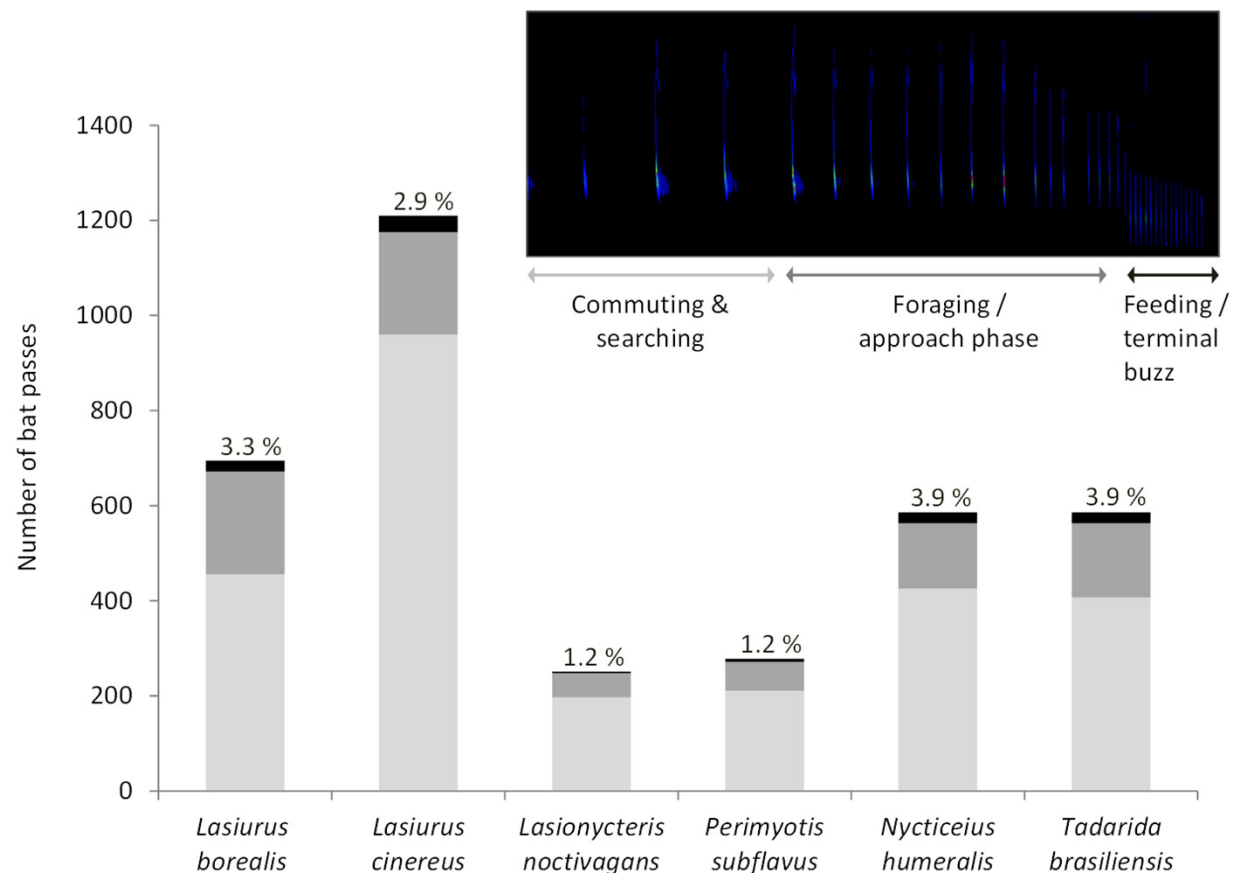 Number of bat passes
1400
1200
1000
800
600
400
200
0
3.3 %
2.9 %
1.2 %
1.2 %
3.9 %
3.9 %
Commuting &
searching
Foraging /
approach phase
Feeding /
terminal
buzz
Lasiurus
borealis
Lasiurus
cinereus
Lasionycteris
noctivagans
Perimyotis
subflavus
Nycticeius
humeralis
Tadarida
brasiliensis